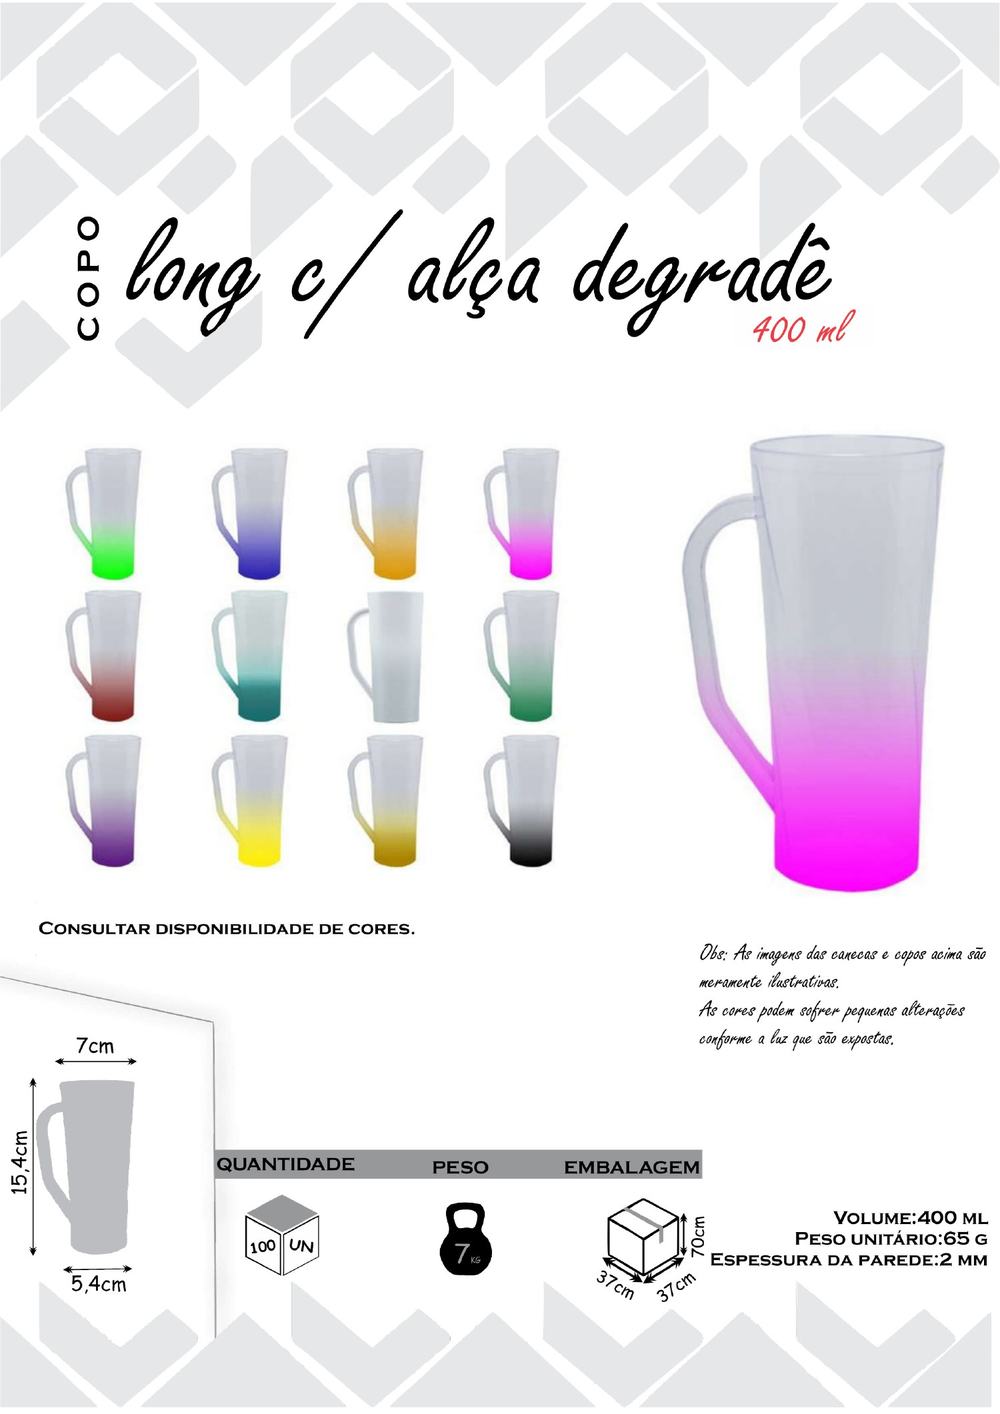 COPO
long c/ alça degradê
400 ml
CONSULTAR DISPONIBILIDADE DE CORES.
Obs: As imagens das canecas e copos acima são
meramente ilustrativas.
As cores podem sofrer pequenas alterações
conforme a luz que são expostas.
7cm
15,4cm
5,4cm
QUANTIDADE
PESO
EMBALAGEM
100 UN
7 KG
70cm
37cm
37cm
VOLUME:400 ML
PESO UNITÁRIO:65 G
ESPESSURA DA PAREDE:2 MM